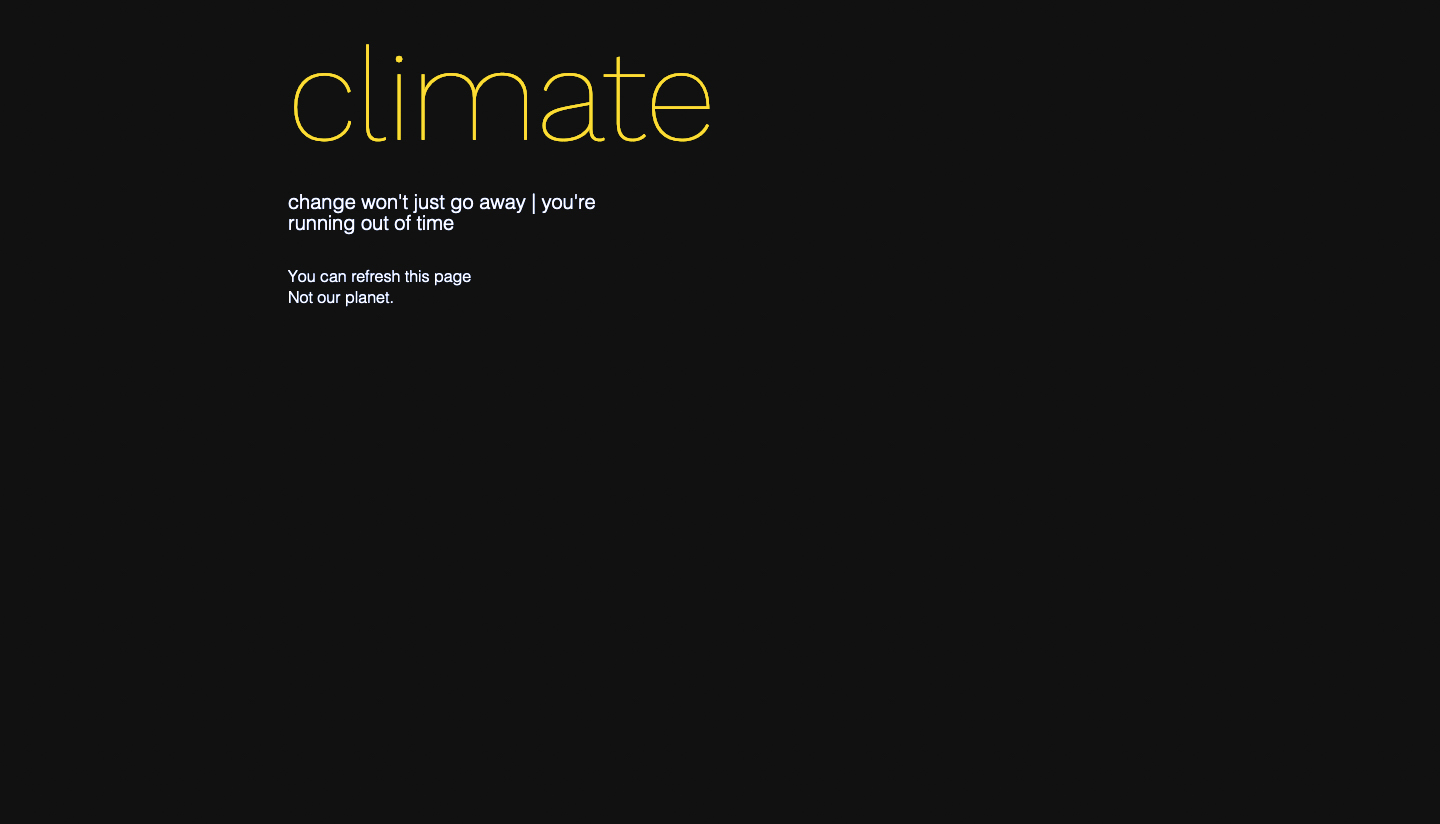 climate
change won't just go away | you're
running out of time
You can refresh this page
Not our planet.